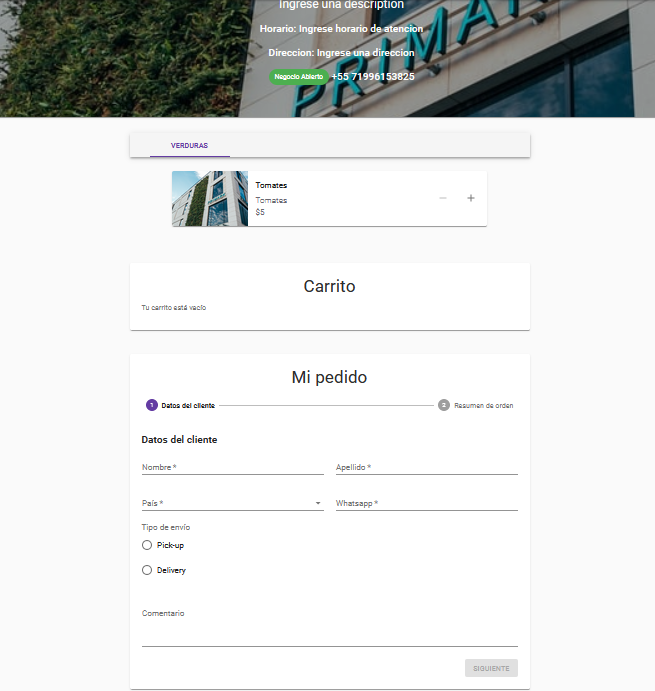 Ingrese una description
Horario: Ingrese horario de atencion
Direccion: Ingrese una direccion
Negocio Abierto +55 71996153825
PRIMAR
VERDURAS
Tomates
Tomates
$5
Carrito
Tu carrito está vacío
Mi pedido
1 Datos del cliente
2 Resumen de orden
Datos del cliente
Nombre *
Apellido *
País *
Whatsapp *
Tipo de envío
Pick-up
Delivery
Comentario
SIGUIENTE